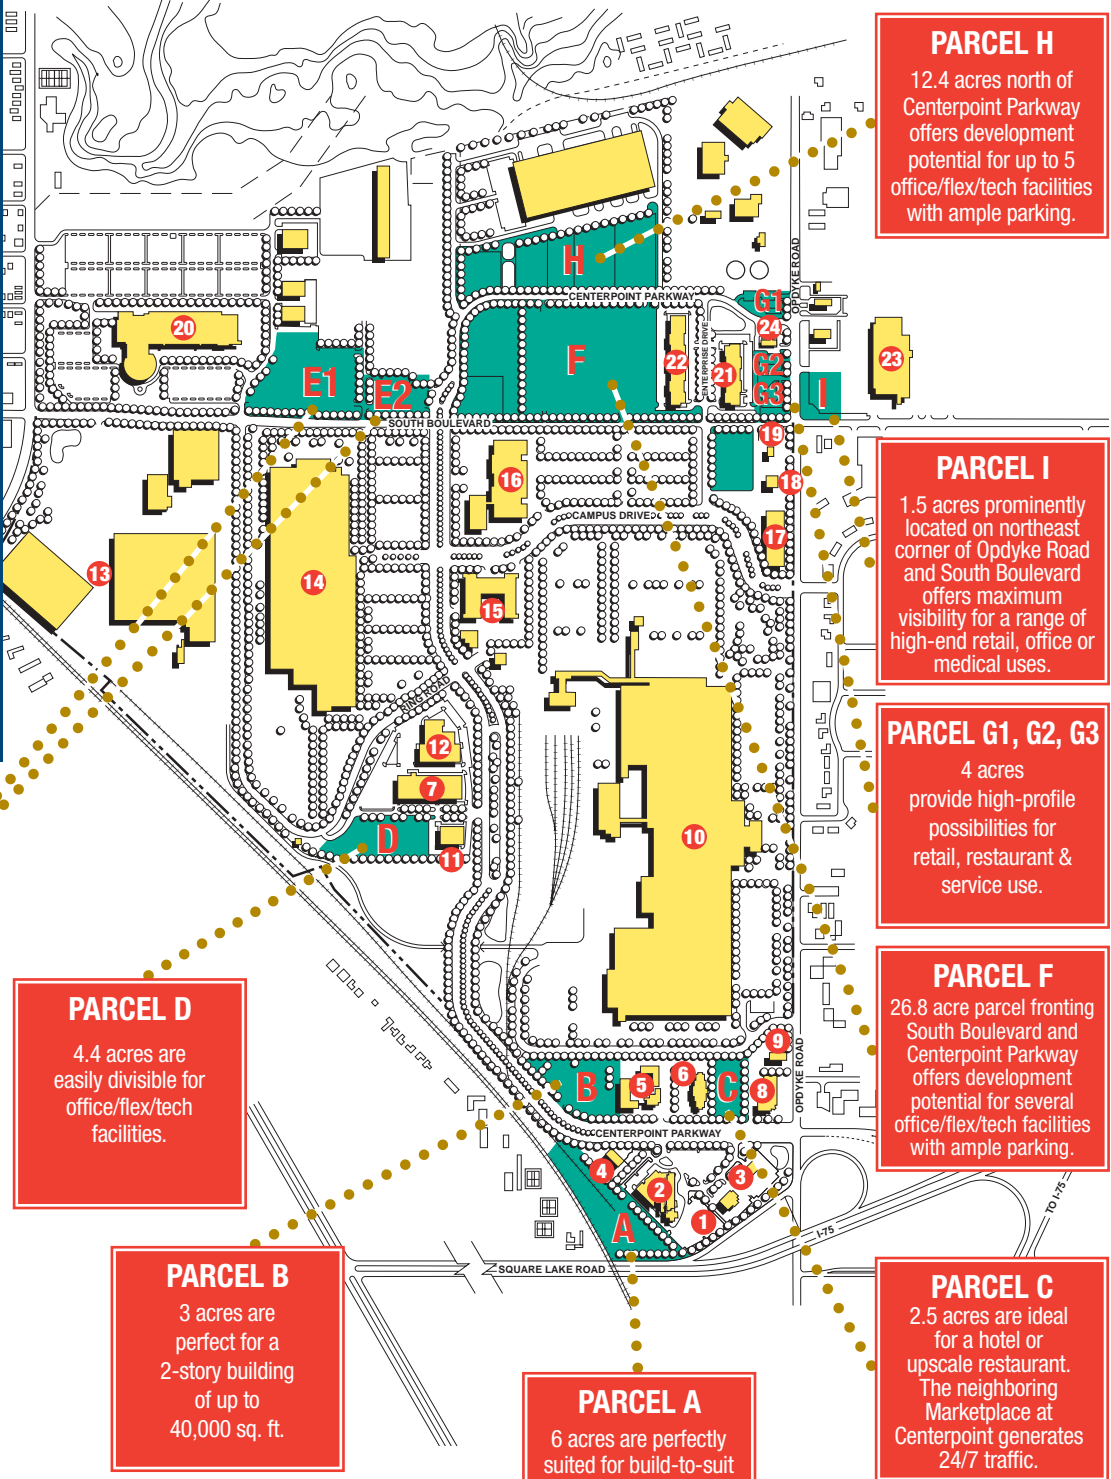 PARCEL H
12.4 acres north of
Centerpoint Parkway
offers development
potential for up to 5
office/flex/tech facilities
with ample parking.
OPDYKE ROAD
H
CENTERPOINT PARKWAY
G1
24
20
ENTERPRISE DRIVE
F
22
21
G2
G3
23
E1
E2
I
SOUTH BOULEVARD
19
PARCEL I
1.5 acres prominently
located on northeast
corner of Opdyke Road
and South Boulevard
offers maximum
visibility for a range of
high-end retail, office or
medical uses.
16
18
CAMPUS DRIVE
17
13
14
15
RING ROAD
12
7
PARCEL G1, G2, G3
4 acres
provide high-profile
possibilities for
retail, restaurant &
service use.
10
D
11
PARCEL D
4.4 acres are
easily divisible for
office/flex/tech
facilities.
PARCEL F
26.8 acre parcel fronting
South Boulevard and
Centerpoint Parkway
offers development
potential for several
office/flex/tech facilities
with ample parking.
9
OPDYKE ROAD
B
5
6
C
8
CENTERPOINT PARKWAY
4
2
3
1
A
I-75
TO I-75
SQUARE LAKE ROAD
PARCEL B
3 acres are
perfect for a
2-story building
of up to
40,000 sq. ft.
PARCEL C
2.5 acres are ideal
for a hotel or
upscale restaurant.
The neighboring
Marketplace at
Centerpoint generates
24/7 traffic.
PARCEL A
6 acres are perfectly
suited for build-to-suit